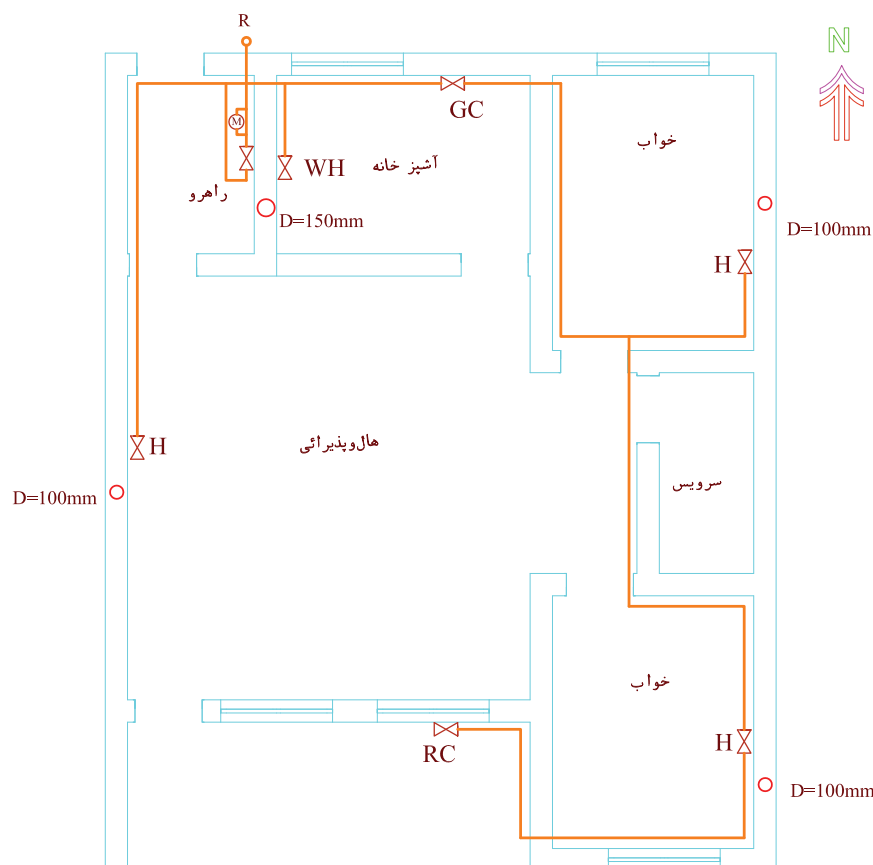 R
N
M
GC
خواب
WH
آشپز خانه
راهرو
D=150mm
D=100mm
H
H
هال‌وپذیرائی
سرویس
D=100mm
خواب
H
RC
D=100mm